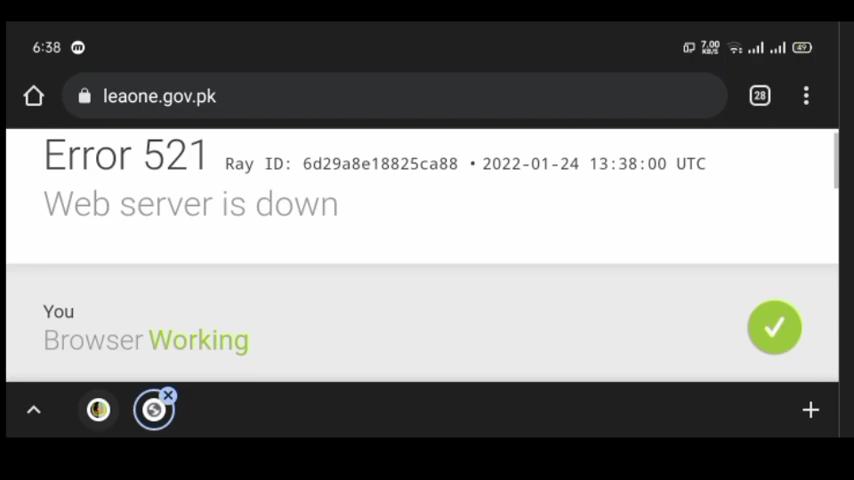 6:38 m 7.00 KB/S 49
leaone.gov.pk 28
Error 521 Ray ID: 6d29a8e18825ca88 • 2022-01-24 13:38:00 UTC
Web server is down
You
Browser Working